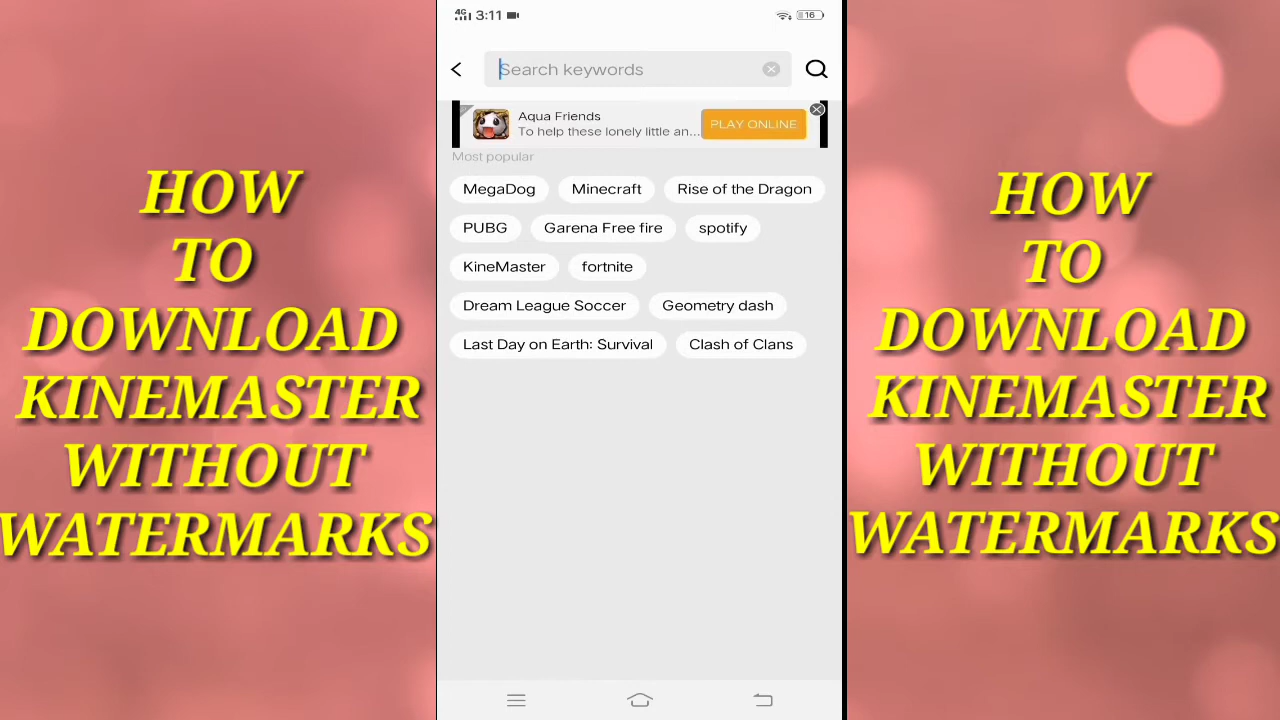 HOW
TO
DOWNLOAD
KINEMASTER
WITHOUT
WATERMARKS
4G 3:11 16
Search keywords
Aqua Friends
To help these lonely little an...
PLAY ONLINE
Most popular
MegaDog Minecraft Rise of the Dragon
PUBG Garena Free fire spotify
KineMaster fortnite
Dream League Soccer Geometry dash
Last Day on Earth: Survival Clash of Clans
HOW
TO
DOWNLOAD
KINEMASTER
WITHOUT
WATERMARKS